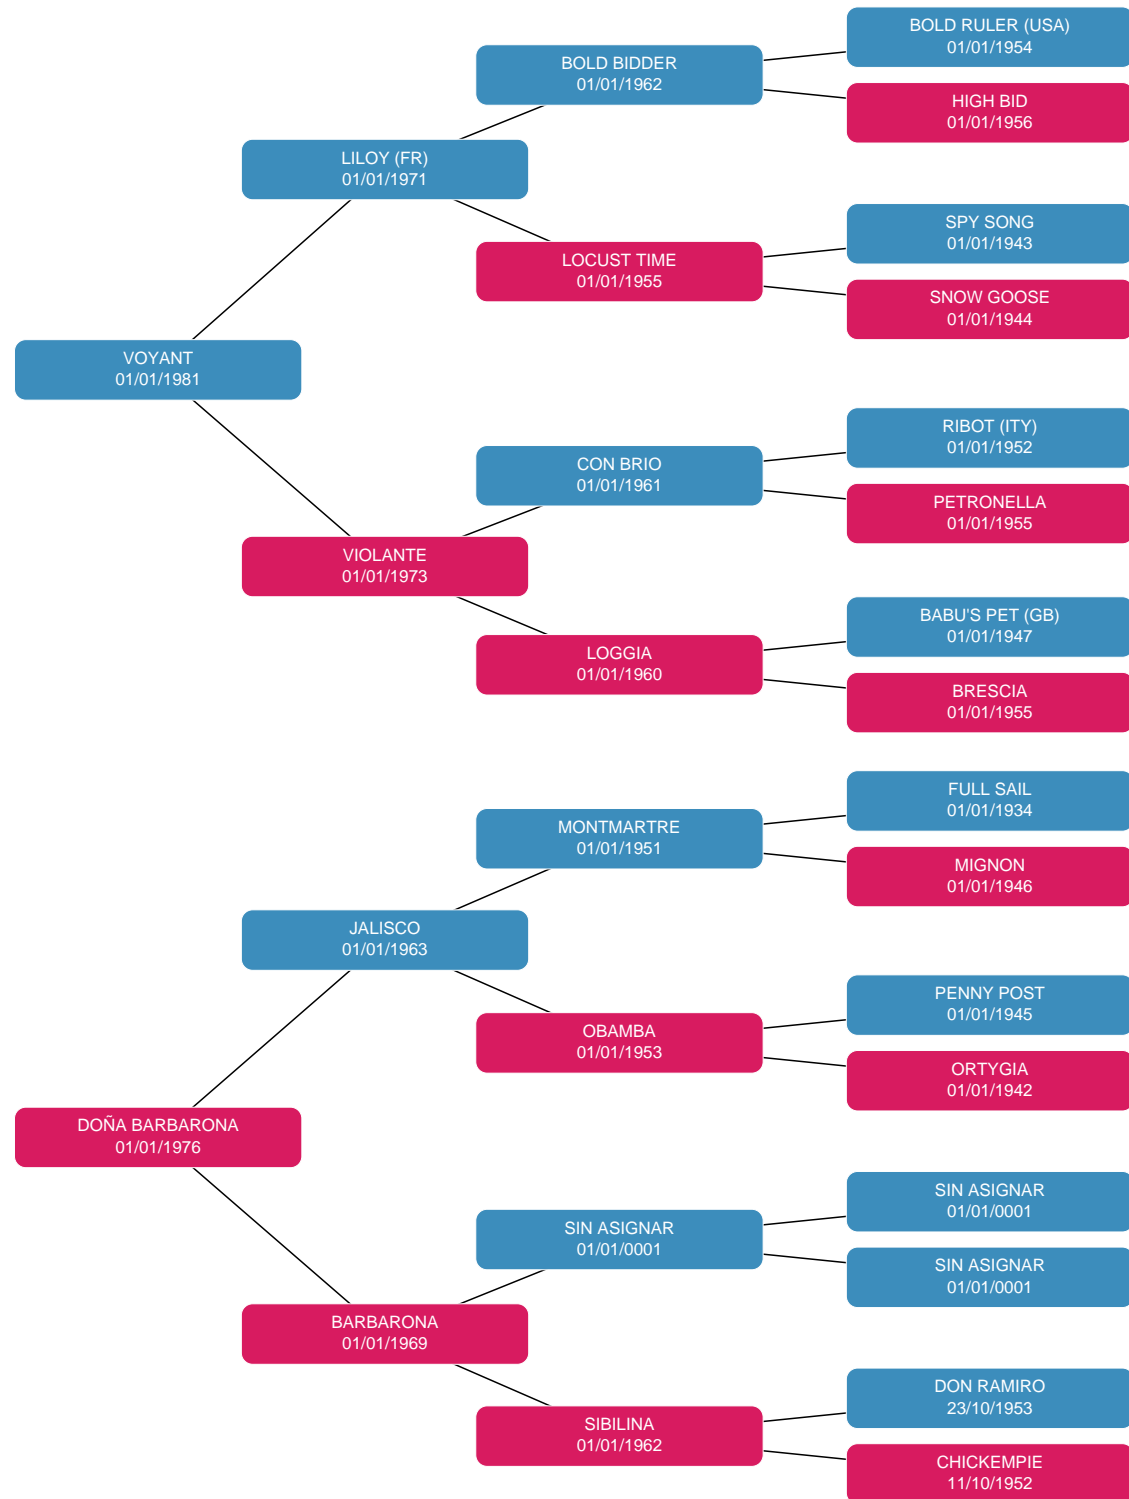 BOLD RULER (USA)
01/01/1954
BOLD BIDDER
01/01/1962
HIGH BID
01/01/1956
LILOY (FR)
01/01/1971
SPY SONG
01/01/1943
LOCUST TIME
01/01/1955
SNOW GOOSE
01/01/1944
VOYANT
01/01/1981
RIBOT (ITY)
01/01/1952
CON BRIO
01/01/1961
PETRONELLA
01/01/1955
VIOLANTE
01/01/1973
BABU'S PET (GB)
01/01/1947
LOGGIA
01/01/1960
BRESCIA
01/01/1955
FULL SAIL
01/01/1934
MONTMARTRE
01/01/1951
MIGNON
01/01/1946
JALISCO
01/01/1963
PENNY POST
01/01/1945
OBAMBA
01/01/1953
ORTYGIA
01/01/1942
DOÑA BARBARONA
01/01/1976
SIN ASIGNAR
01/01/0001
SIN ASIGNAR
01/01/0001
SIN ASIGNAR
01/01/0001
BARBARONA
01/01/1969
DON RAMIRO
23/10/1953
SIBILINA
01/01/1962
CHICKEMPIE
11/10/1952